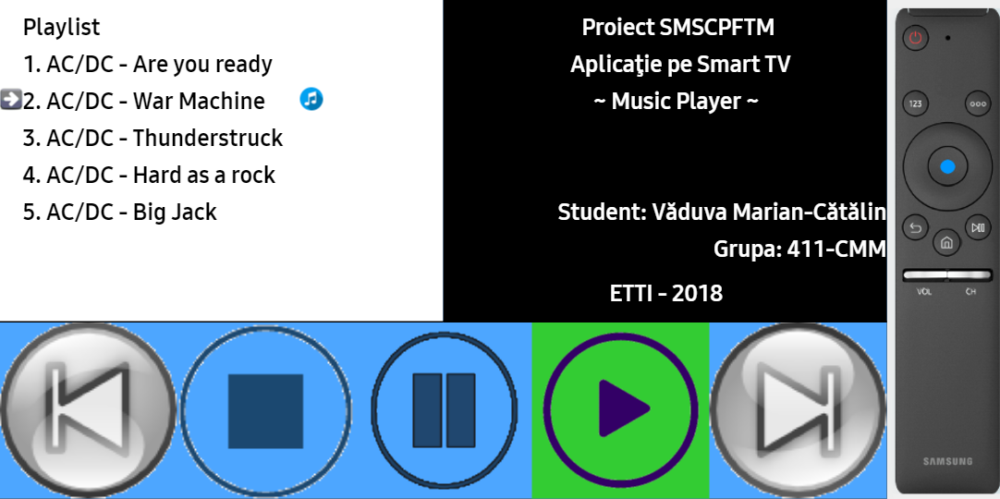 Playlist
1. AC/DC - Are you ready
2. AC/DC - War Machine
3. AC/DC - Thunderstruck
4. AC/DC - Hard as a rock
5. AC/DC - Big Jack
Proiect SMSCPFTM
Aplicaţie pe Smart TV
~ Music Player ~
Student: Văduva Marian-Cătălin
Grupa: 411-CMM
ETTI - 2018
123
VOL CH
SAMSUNG